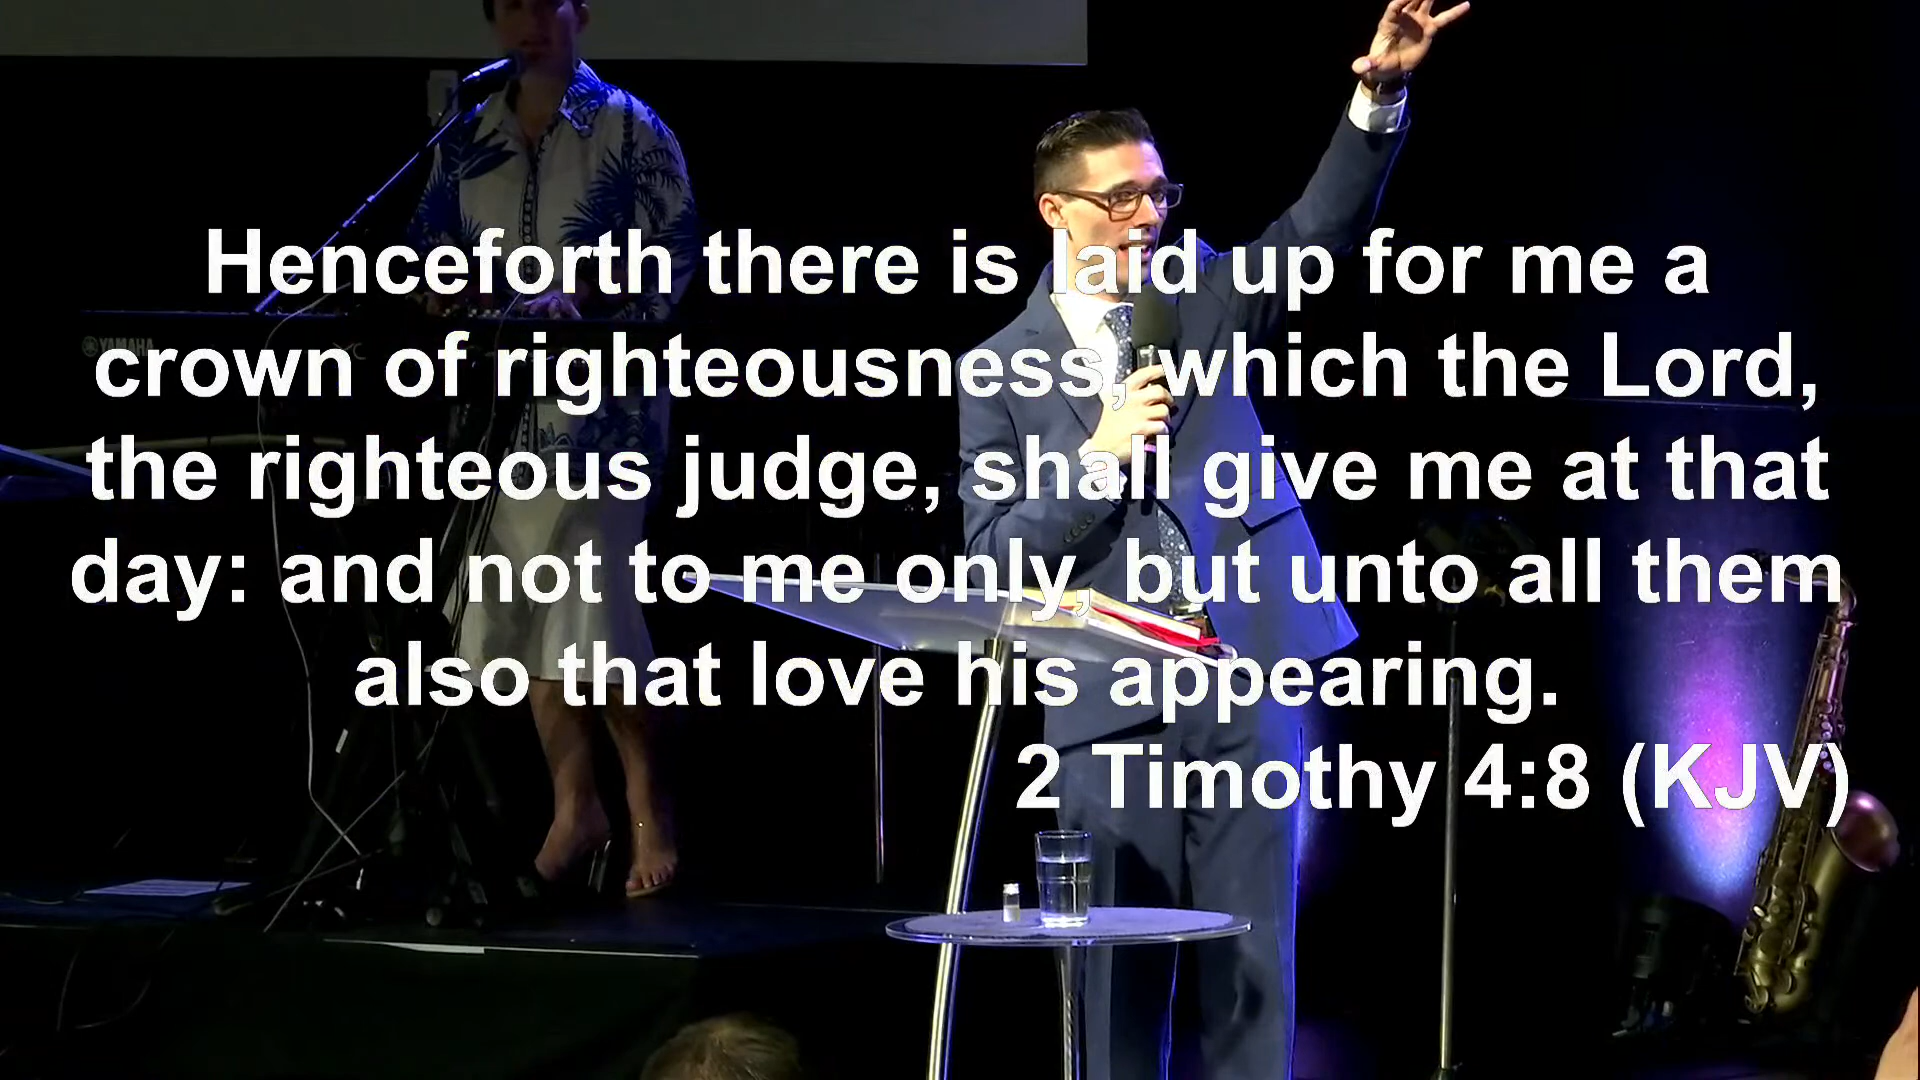 Henceforth there is laid up for me a
crown of righteousness, which the Lord,
the righteous judge, shall give me at that
day: and not to me only, but unto all them
also that love his appearing.
2 Timothy 4:8 (KJV)
YAMAHA